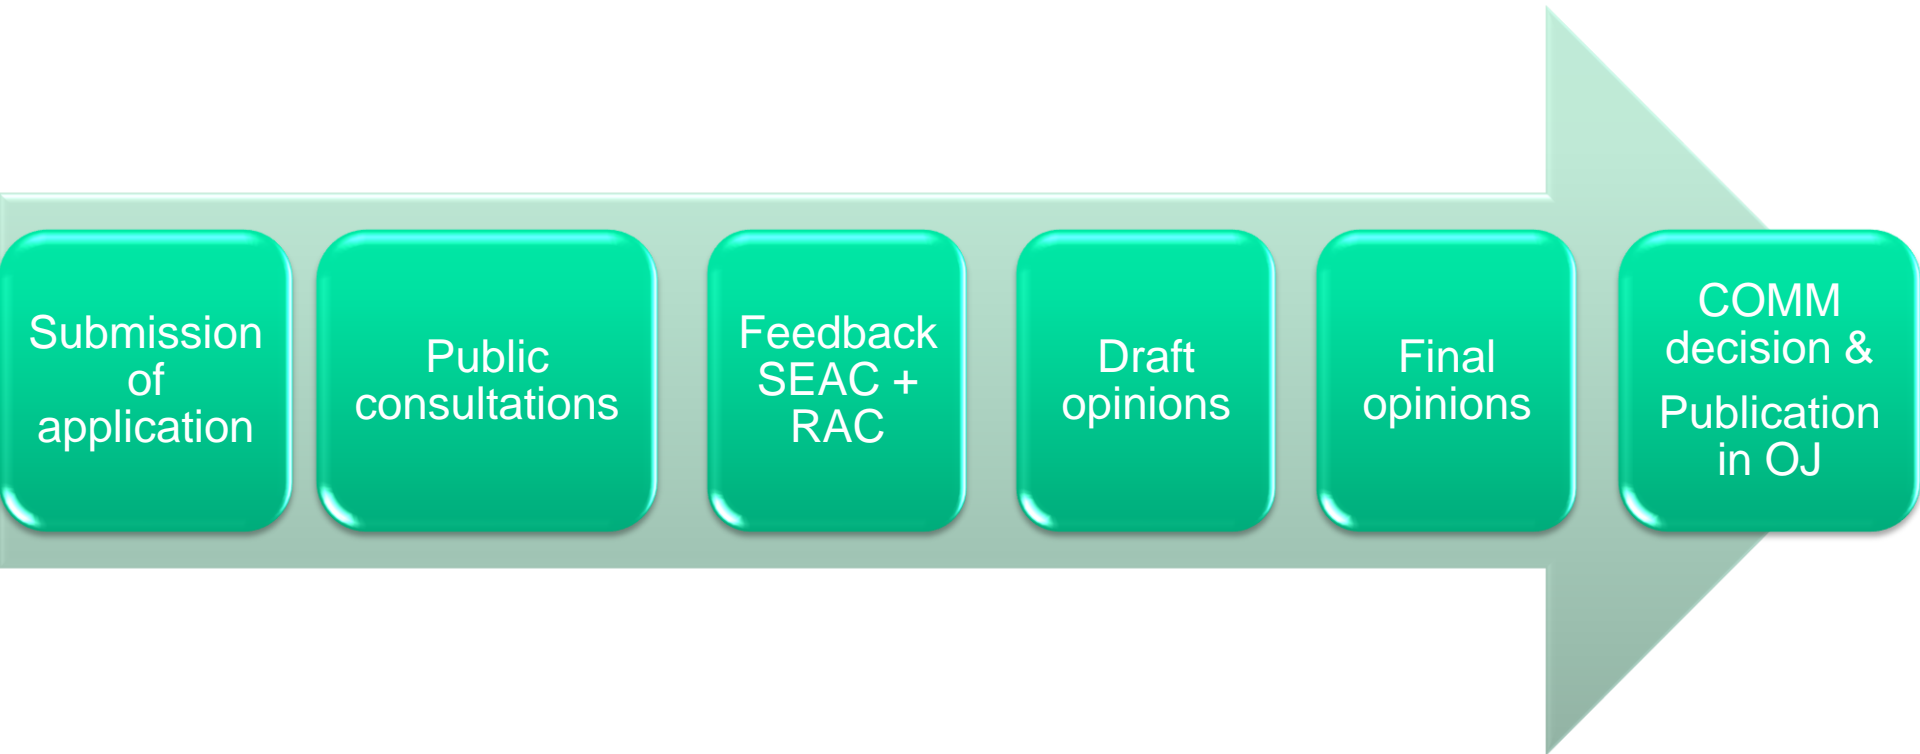 Submission
of
application
Public
consultations
Feedback
SEAC +
RAC
Draft
opinions
Final
opinions
COMM
decision &
Publication
in OJ